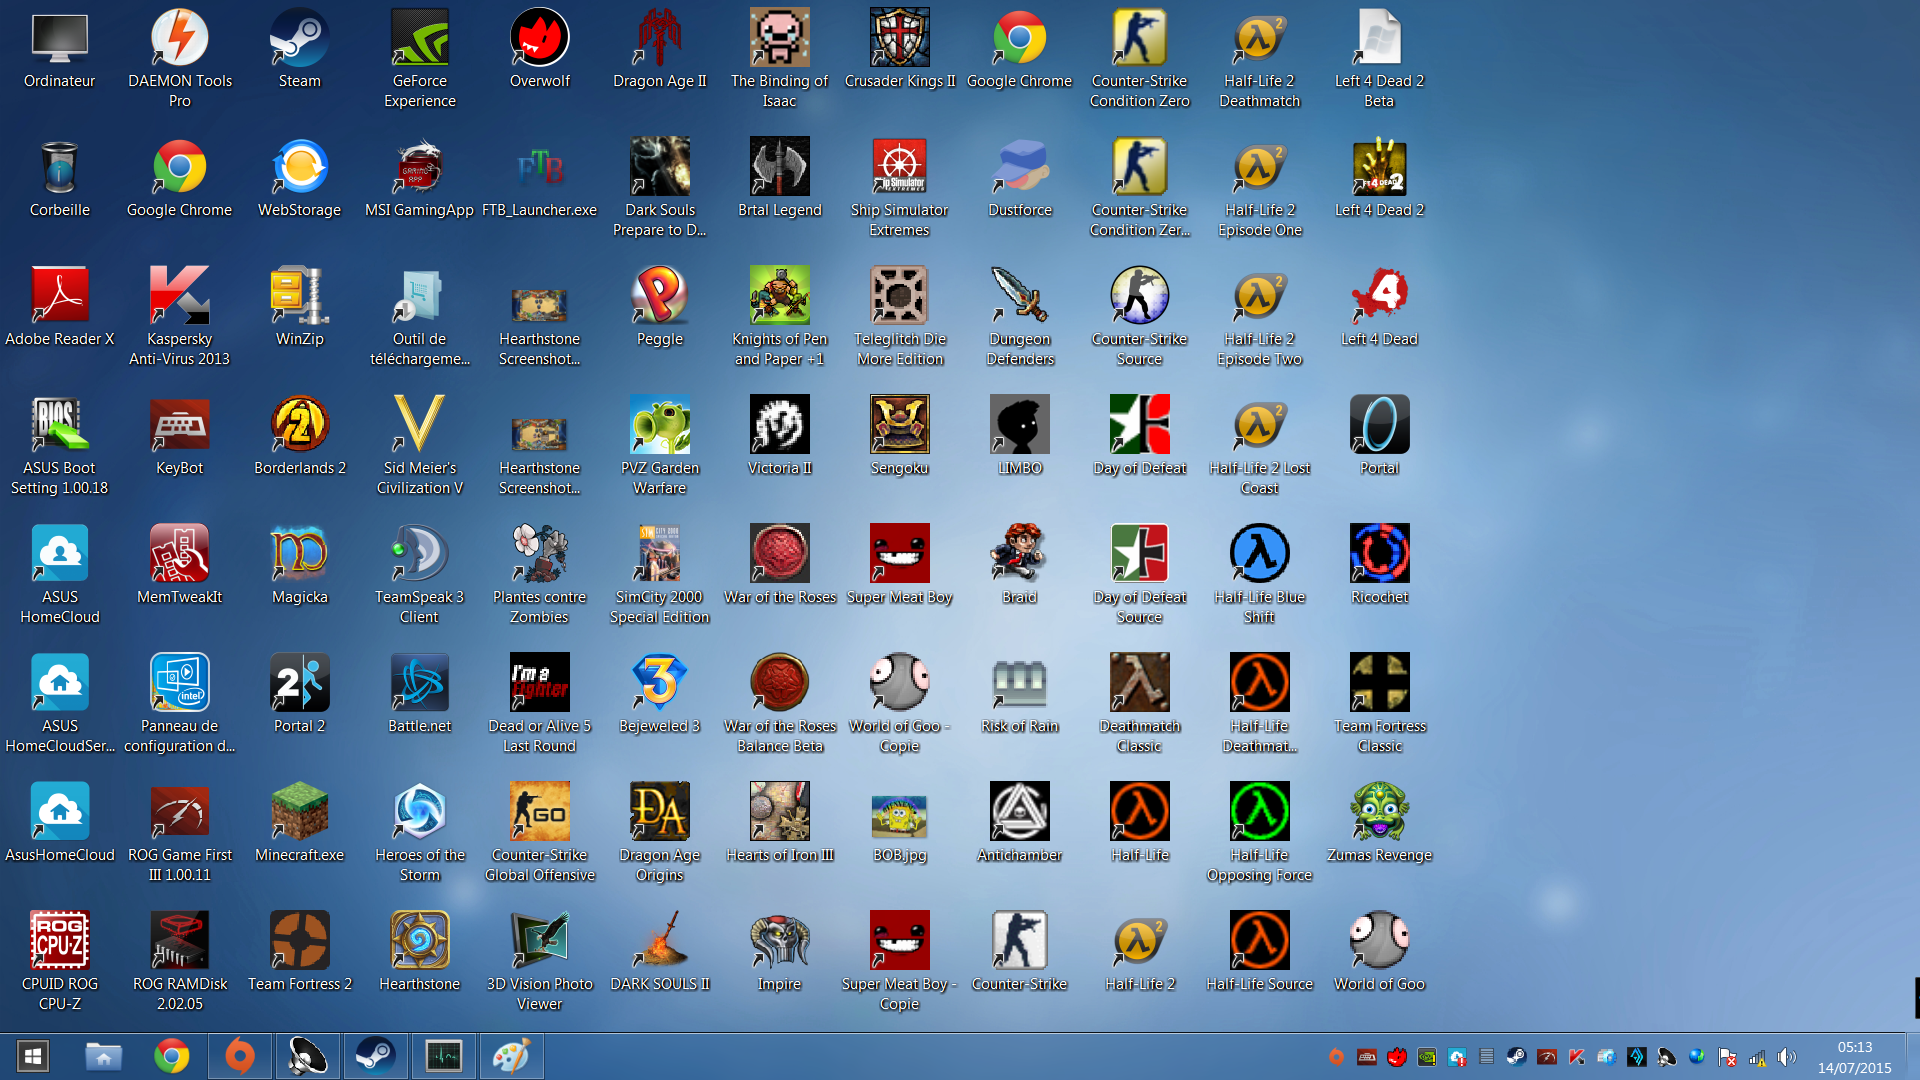 Ordinateur
DAEMON Tools
Pro
Steam
GeForce
Experience
Overwolf
Dragon Age II
The Binding of
Isaac
Crusader Kings II
Google Chrome
Counter-Strike
Condition Zero
Half-Life 2
Deathmatch
Left 4 Dead 2
Beta
Corbeille
Google Chrome
WebStorage
MSI GamingApp
FTB
FTB_Launcher.exe
Dark Souls
Prepare to D...
Brtal Legend
Ship Simulator
Extremes
Dustforce
Counter-Strike
Condition Zer...
Half-Life 2
Episode One
Left 4 Dead 2
Adobe Reader X
Kaspersky
Anti-Virus 2013
WinZip
Outil de
téléchargeme...
Hearthstone
Screenshot...
Peggle
Knights of Pen
and Paper +1
Teleglitch Die
More Edition
Dungeon
Defenders
Counter-Strike
Source
Half-Life 2
Episode Two
Left 4 Dead
BIOS
ASUS Boot
Setting 1.00.18
KeyBot
Borderlands 2
Sid Meier's
Civilization V
Hearthstone
Screenshot...
PVZ Garden
Warfare
Victoria II
Sengoku
LIMBO
Day of Defeat
Half-Life 2 Lost
Coast
Portal
ASUS
HomeCloud
MemTweakIt
Magicka
TeamSpeak 3
Client
Plantes contre
Zombies
SimCity 2000
Special Edition
War of the Roses
Super Meat Boy
Braid
Day of Defeat
Source
Half-Life Blue
Shift
Ricochet
ASUS
HomeCloudSer...
intel
Panneau de
configuration d...
2
Portal 2
Battle.net
I'm a
Fighter
Dead or Alive 5
Last Round
3
Bejeweled 3
War of the Roses
Balance Beta
World of Goo -
Copie
Risk of Rain
Deathmatch
Classic
Half-Life
Deathmat...
Team Fortress
Classic
AsusHomeCloud
ROG Game First
III 1.00.11
Minecraft.exe
Heroes of the
Storm
GO
Counter-Strike
Global Offensive
DA
Dragon Age
Origins
Hearts of Iron III
BOB.jpg
Antichamber
Half-Life
Half-Life
Opposing Force
Zumas Revenge
ROG
CPU-Z
CPUID ROG
CPU-Z
ROG RAMDisk
2.02.05
Team Fortress 2
Hearthstone
3D Vision Photo
Viewer
DARK SOULS II
Impire
Super Meat Boy -
Copie
Counter-Strike
Half-Life 2
Half-Life Source
World of Goo
05:13
14/07/2015